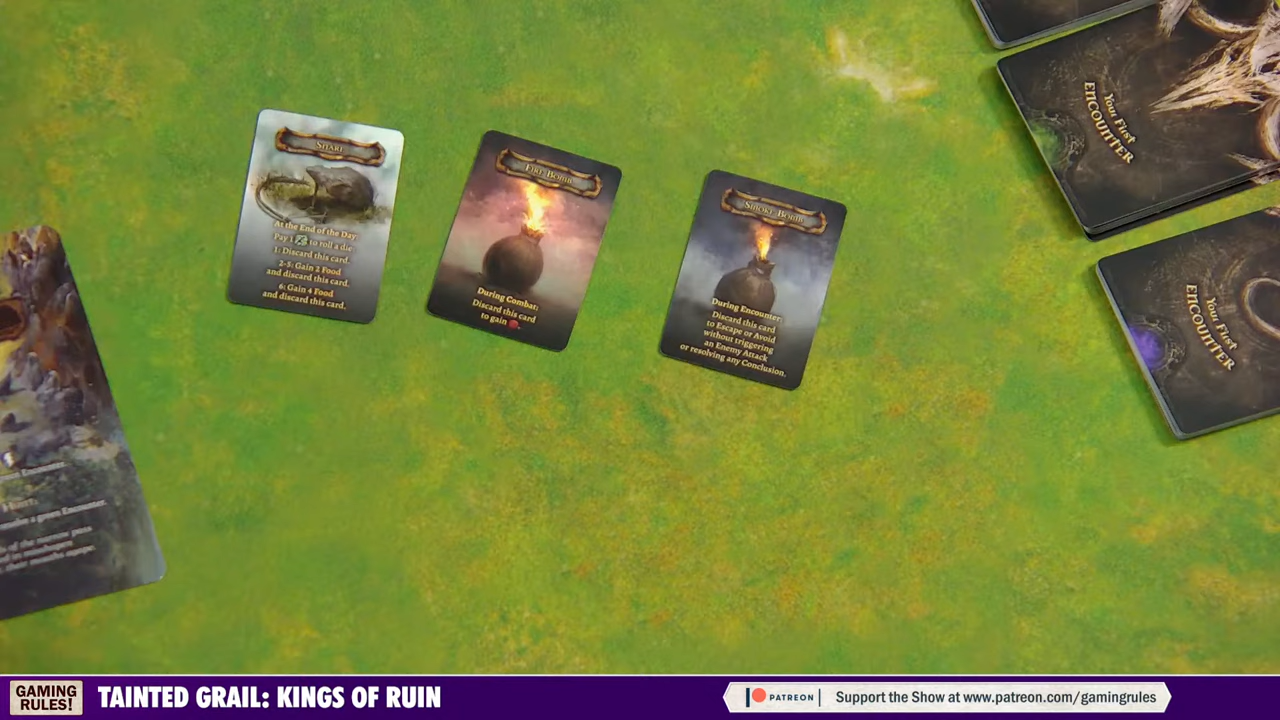 Snare
At the End of the Day:
Pay 1 to roll a die:
1: Discard this card.
2-5: Gain 2 Food
and discard this card.
6: Gain 4 Food
and discard this card.
Fire Bomb
During Combat:
Discard this card
to gain .
Smoke Bomb
During Encounter:
Discard this card
to Escape or Avoid
without triggering
an Enemy Attack
or resolving any Conclusion.
Your First
ENCOUNTER
Your First
ENCOUNTER
GAMING
RULES!
TAINTED GRAIL: KINGS OF RUIN
PATREON
Support the Show at www.patreon.com/gamingrules